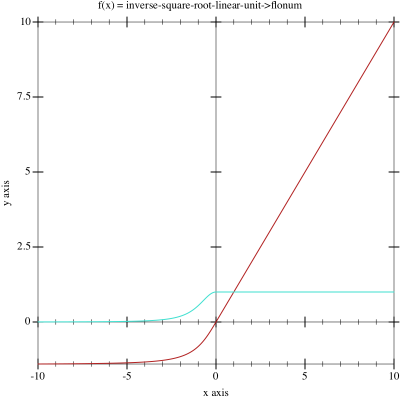 f(x) = inverse-square-root-linear-unit->flonum
10
7.5
5
2.5
0
y axis
-10 -5 0 5 10
x axis